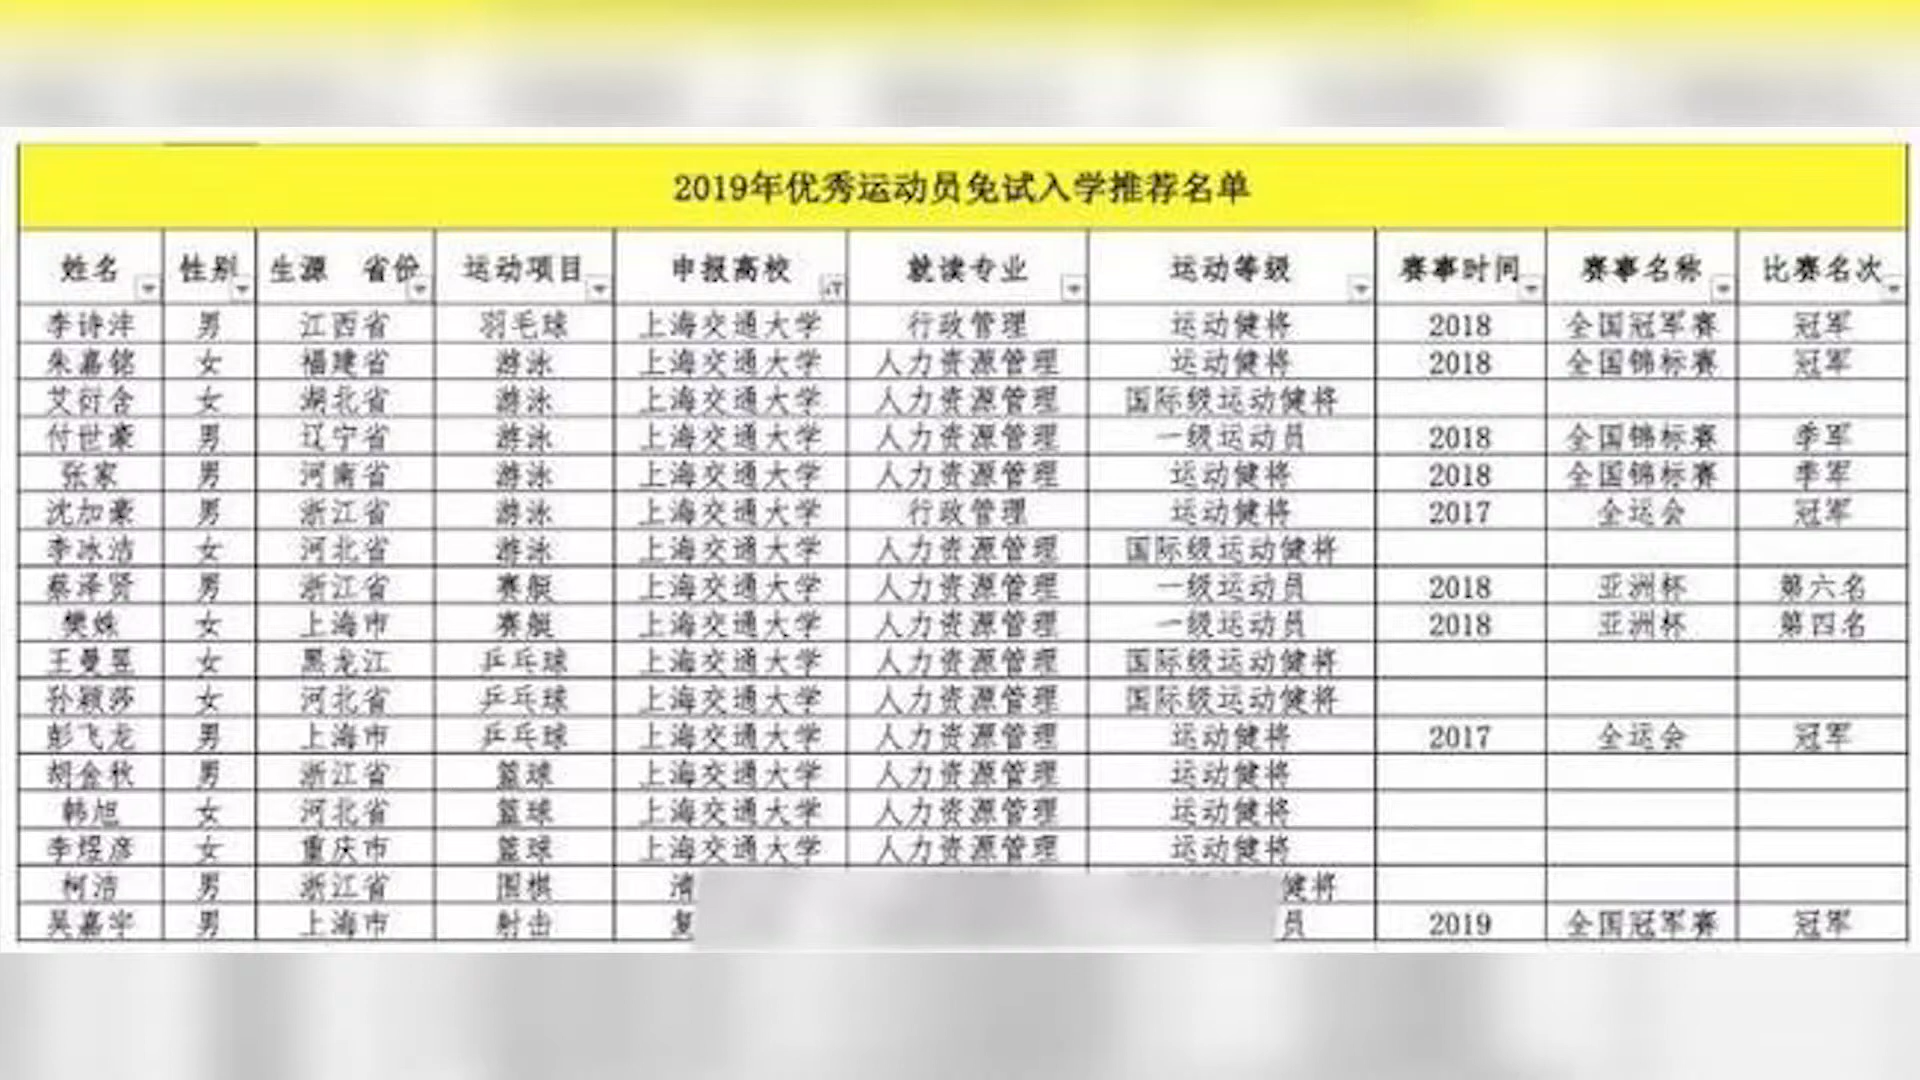 2019年优秀运动员免试入学推荐名单
姓名 性别 生源 省份 运动项目 申报高校 就读专业 运动等级 赛事时间 赛事名称 比赛名次
李诗沣 男 江西省 羽毛球 上海交通大学 行政管理 运动健将 2018 全国冠军赛 冠军
朱嘉铭 女 福建省 游泳 上海交通大学 人力资源管理 运动健将 2018 全国锦标赛 冠军
艾衍含 女 湖北省 游泳 上海交通大学 人力资源管理 国际级运动健将
付世豪 男 辽宁省 游泳 上海交通大学 人力资源管理 一级运动员 2018 全国锦标赛 季军
张家 男 河南省 游泳 上海交通大学 人力资源管理 运动健将 2018 全国锦标赛 季军
沈加豪 男 浙江省 游泳 上海交通大学 行政管理 运动健将 2017 全运会 冠军
李冰洁 女 河北省 游泳 上海交通大学 人力资源管理 国际级运动健将
蔡泽贤 男 浙江省 赛艇 上海交通大学 人力资源管理 一级运动员 2018 亚洲杯 第六名
樊姝 女 上海市 赛艇 上海交通大学 人力资源管理 一级运动员 2018 亚洲杯 第四名
王曼昱 女 黑龙江 乒乓球 上海交通大学 人力资源管理 国际级运动健将
孙颖莎 女 河北省 乒乓球 上海交通大学 人力资源管理 国际级运动健将
彭飞龙 男 上海市 乒乓球 上海交通大学 人力资源管理 运动健将 2017 全运会 冠军
胡金秋 男 浙江省 篮球 上海交通大学 人力资源管理 运动健将
韩旭 女 河北省 篮球 上海交通大学 人力资源管理 运动健将
李煜彦 女 重庆市 篮球 上海交通大学 人力资源管理 运动健将
柯洁 男 浙江省 围棋 清 健将
吴嘉宇 男 上海市 射击 复 员 2019 全国冠军赛 冠军